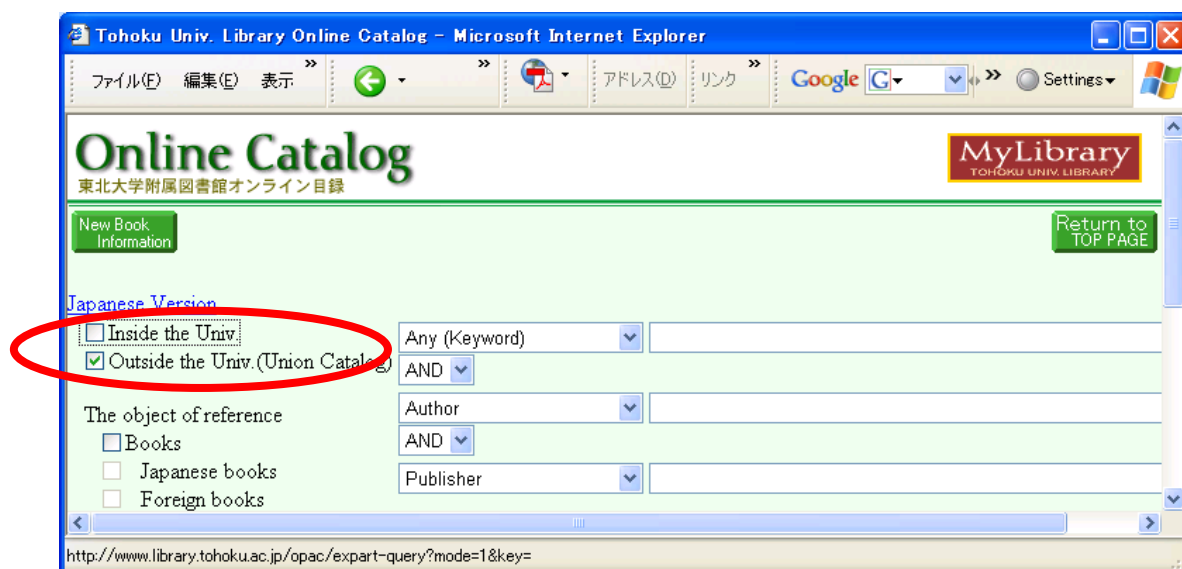 Tohoku Univ. Library Online Catalog - Microsoft Internet Explorer
ファイル(F) 編集(E) 表示 » » アドレス(D) リンク » Google G » Settings
Online Catalog
東北大学附属図書館オンライン目録
MyLibrary
TOHOKU UNIV. LIBRARY
New Book
Information
Return to
TOP PAGE
Japanese Version
Inside the Univ.
Any (Keyword)
Outside the Univ.(Union Catalog)
AND
The object of reference
Author
Books
AND
Japanese books
Publisher
Foreign books
http://www.library.tohoku.ac.jp/opac/expart-query?mode=1&key=